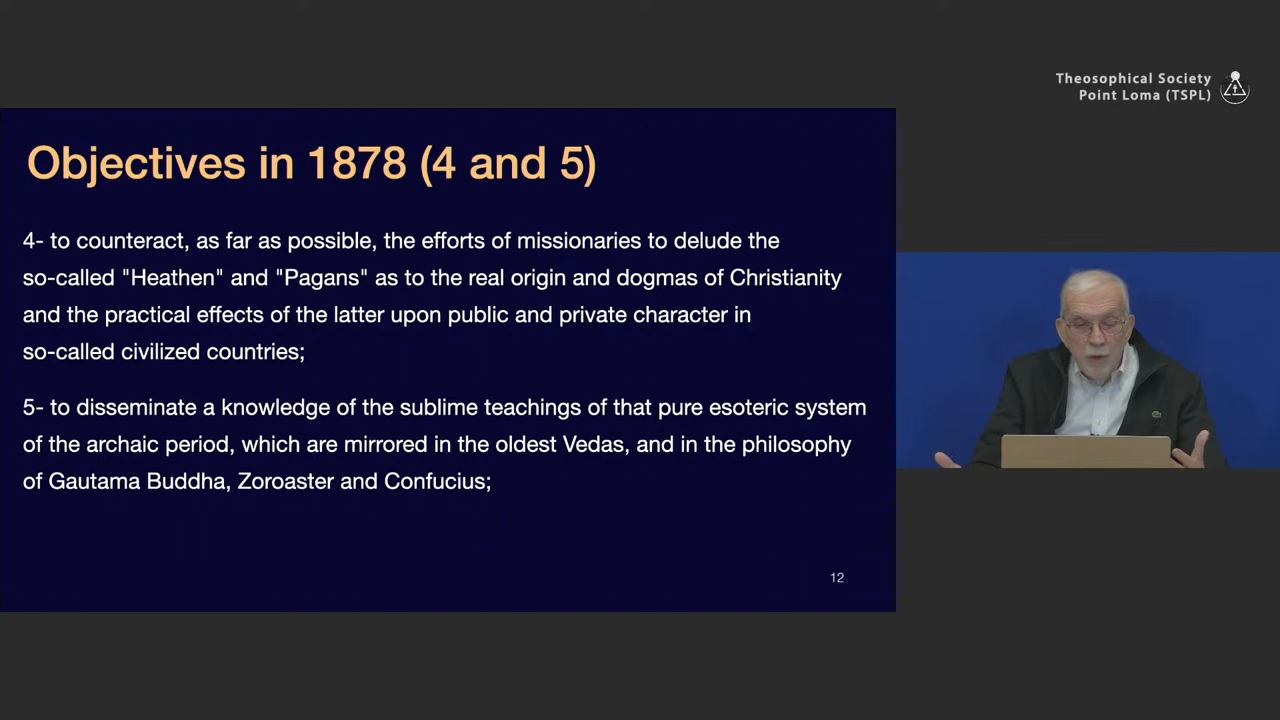 Theosophical Society
Point Loma (TSPL)
Objectives in 1878 (4 and 5)
4- to counteract, as far as possible, the efforts of missionaries to delude the
so-called "Heathen" and "Pagans" as to the real origin and dogmas of Christianity
and the practical effects of the latter upon public and private character in
so-called civilized countries;
5- to disseminate a knowledge of the sublime teachings of that pure esoteric system
of the archaic period, which are mirrored in the oldest Vedas, and in the philosophy
of Gautama Buddha, Zoroaster and Confucius;
12